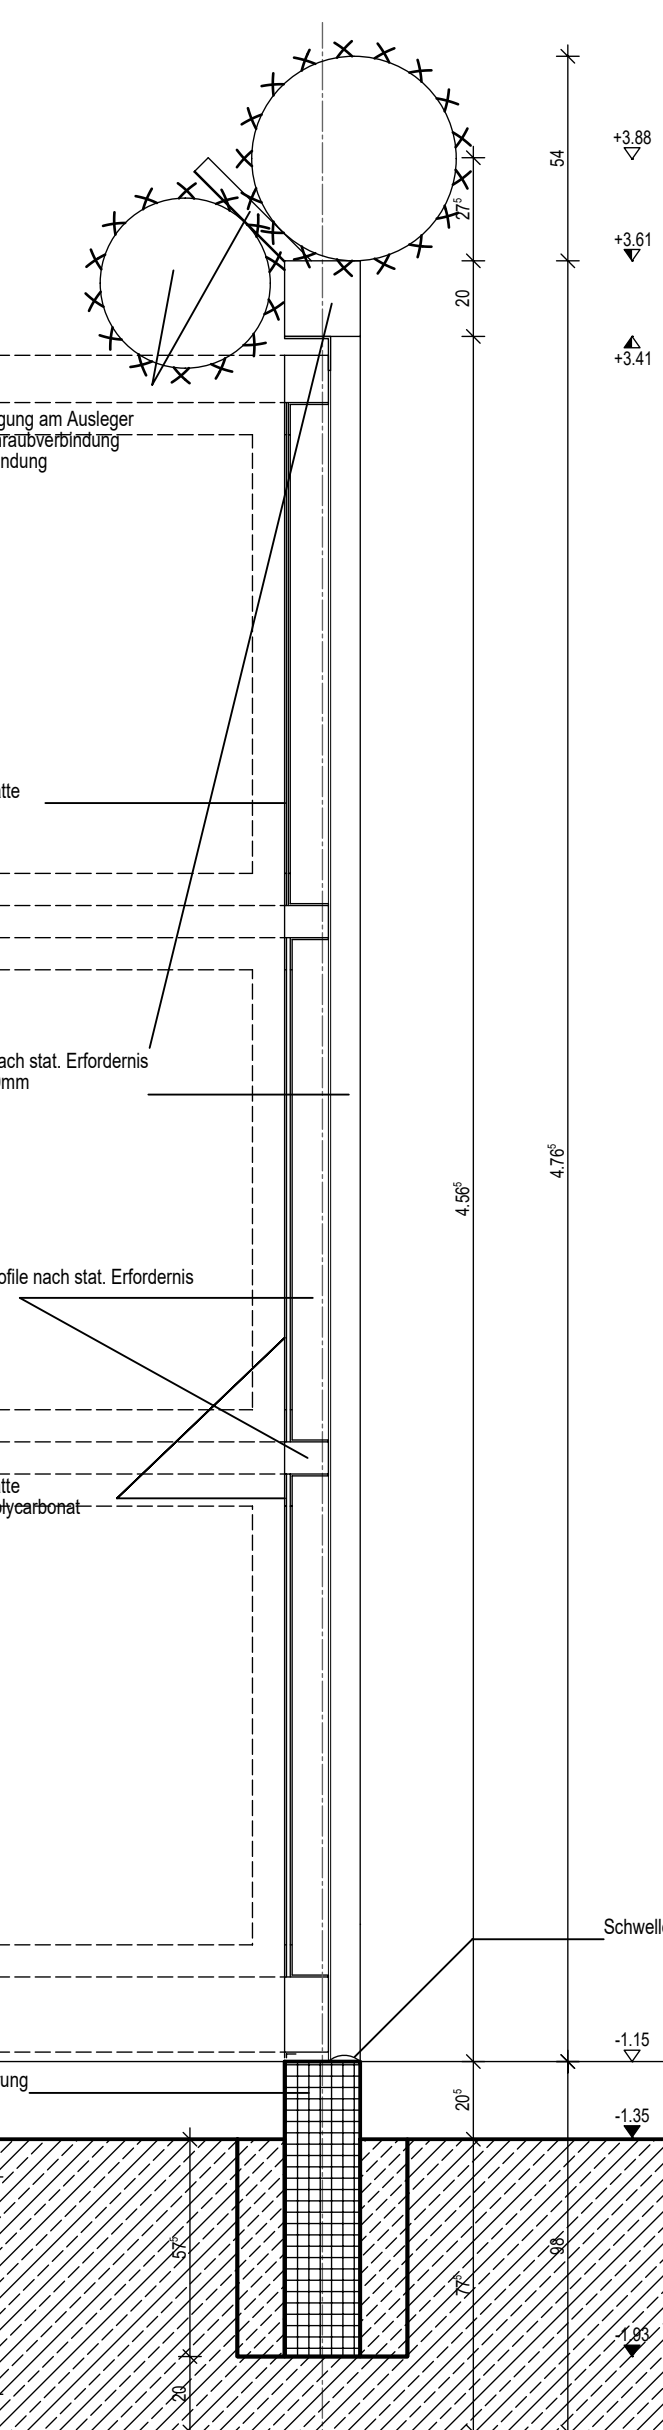 +3.88
54
27⁵
+3.61
20
+3.41
gung am Ausleger
raubverbindung
ndung
tte
ach stat. Erfordernis
mm
4.76⁵
4.56⁵
ofile nach stat. Erfordernis
tte
olycarbonat
Schwelle
-1.15
ung
20⁵
-1.35
57⁵
77⁵
98
-1.93
20